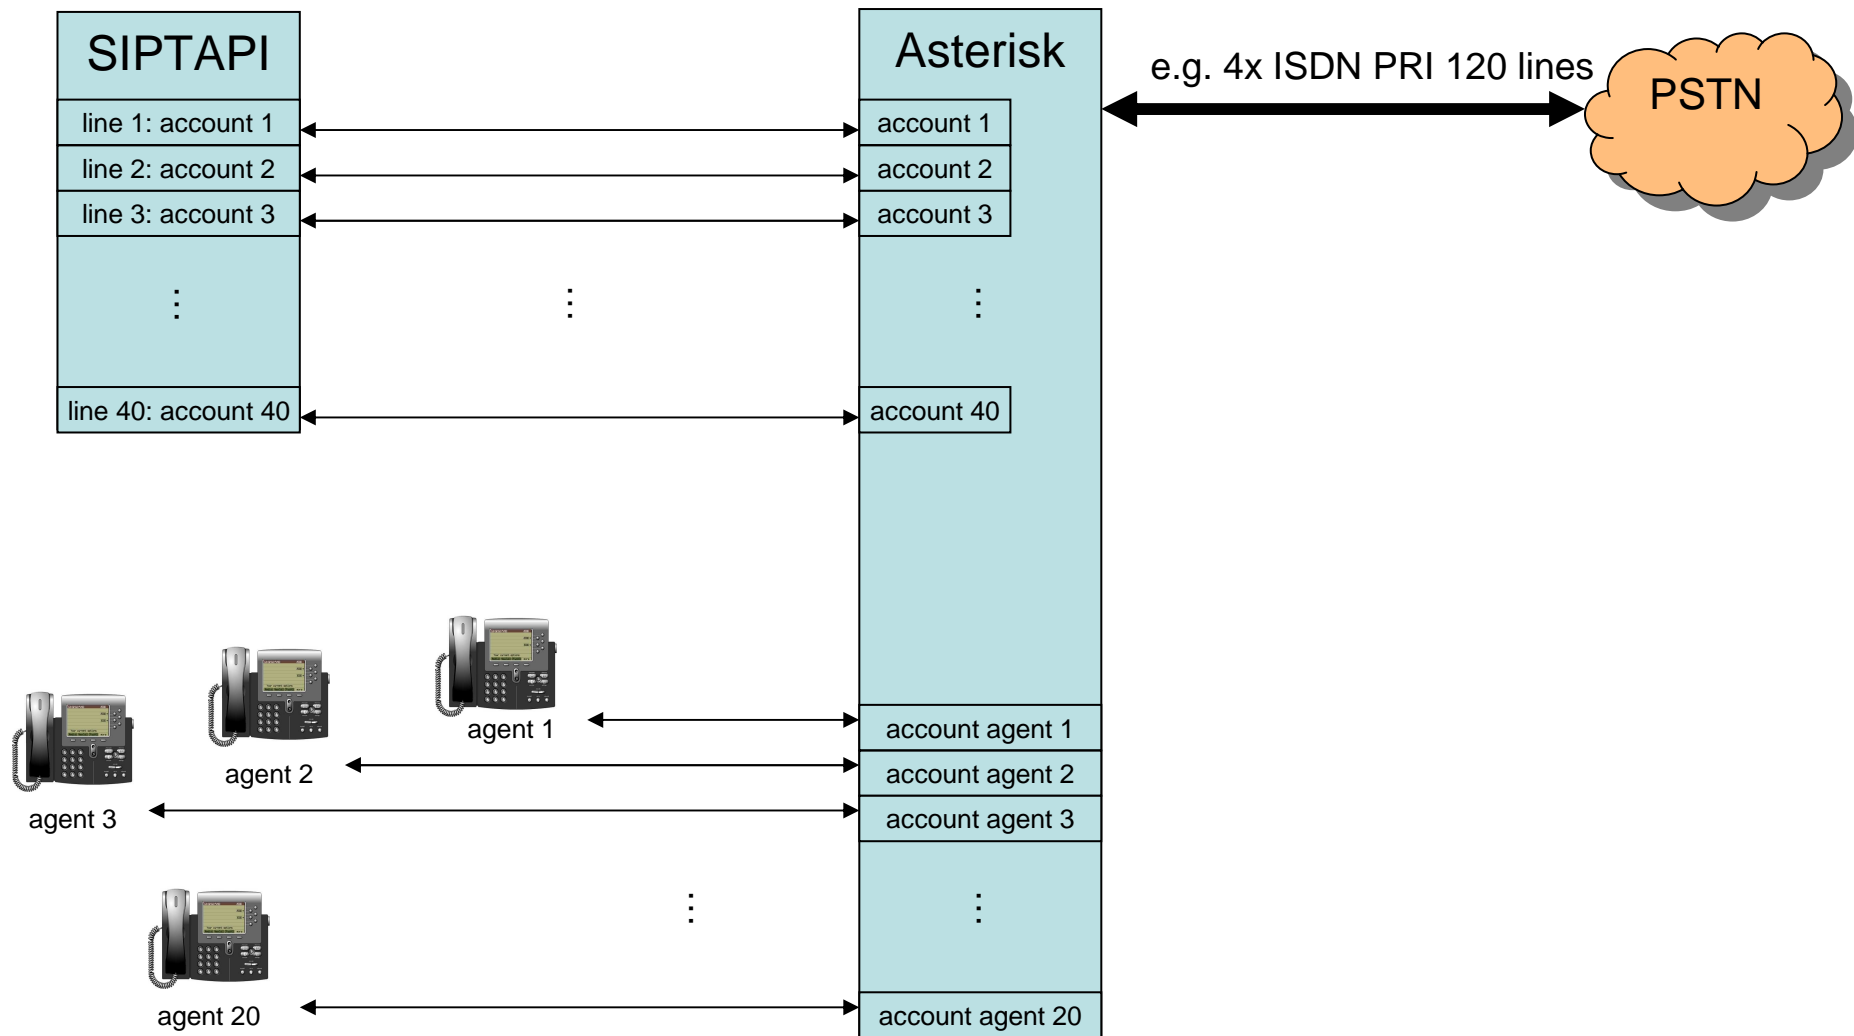 SIPTAPI
Asterisk
e.g. 4x ISDN PRI 120 lines
PSTN
line 1: account 1
account 1
line 2: account 2
account 2
line 3: account 3
account 3
⋮
⋮
⋮
line 40: account 40
account 40
agent 1
account agent 1
agent 2
account agent 2
agent 3
account agent 3
⋮
⋮
agent 20
account agent 20